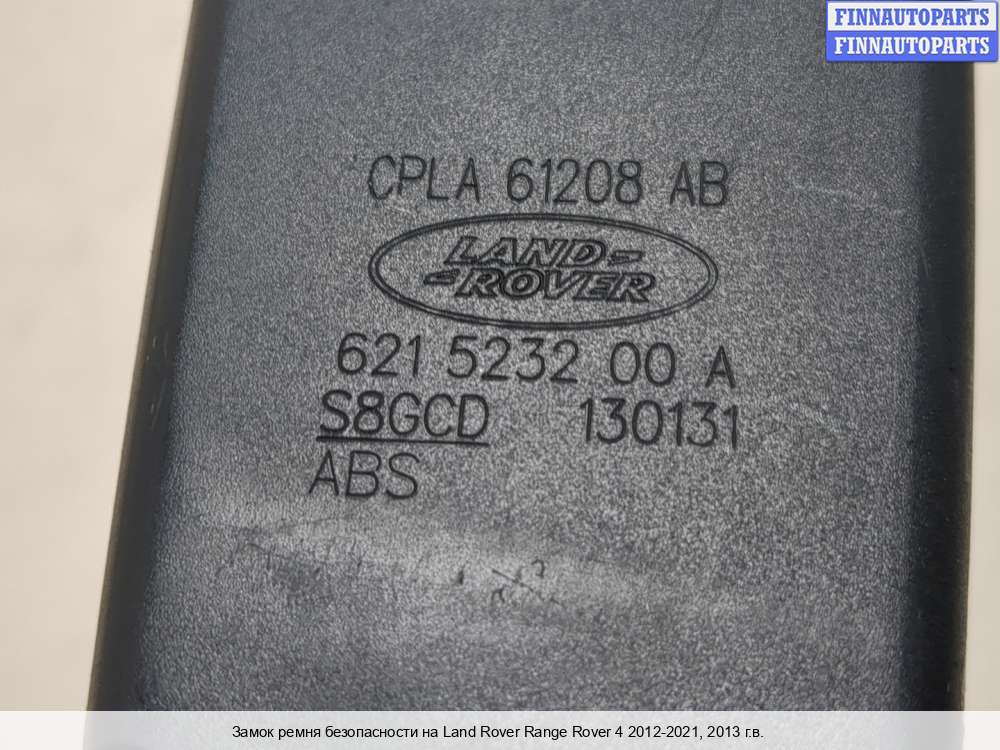 FINNAUTOPARTS
FINNAUTOPARTS
CPLA 61208 AB
LAND
ROVER
621 5232 00 A
S8GCD 130131
ABS
Замок ремня безопасности на Land Rover Range Rover 4 2012-2021, 2013 г.в.